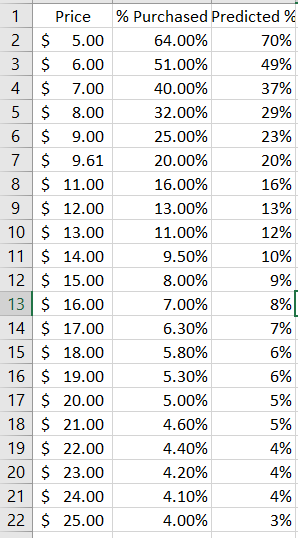 1 Price % Purchased Predicted %
2 $ 5.00 64.00% 70%
3 $ 6.00 51.00% 49%
4 $ 7.00 40.00% 37%
5 $ 8.00 32.00% 29%
6 $ 9.00 25.00% 23%
7 $ 9.61 20.00% 20%
8 $ 11.00 16.00% 16%
9 $ 12.00 13.00% 13%
10 $ 13.00 11.00% 12%
11 $ 14.00 9.50% 10%
12 $ 15.00 8.00% 9%
13 $ 16.00 7.00% 8%
14 $ 17.00 6.30% 7%
15 $ 18.00 5.80% 6%
16 $ 19.00 5.30% 6%
17 $ 20.00 5.00% 5%
18 $ 21.00 4.60% 5%
19 $ 22.00 4.40% 4%
20 $ 23.00 4.20% 4%
21 $ 24.00 4.10% 4%
22 $ 25.00 4.00% 3%